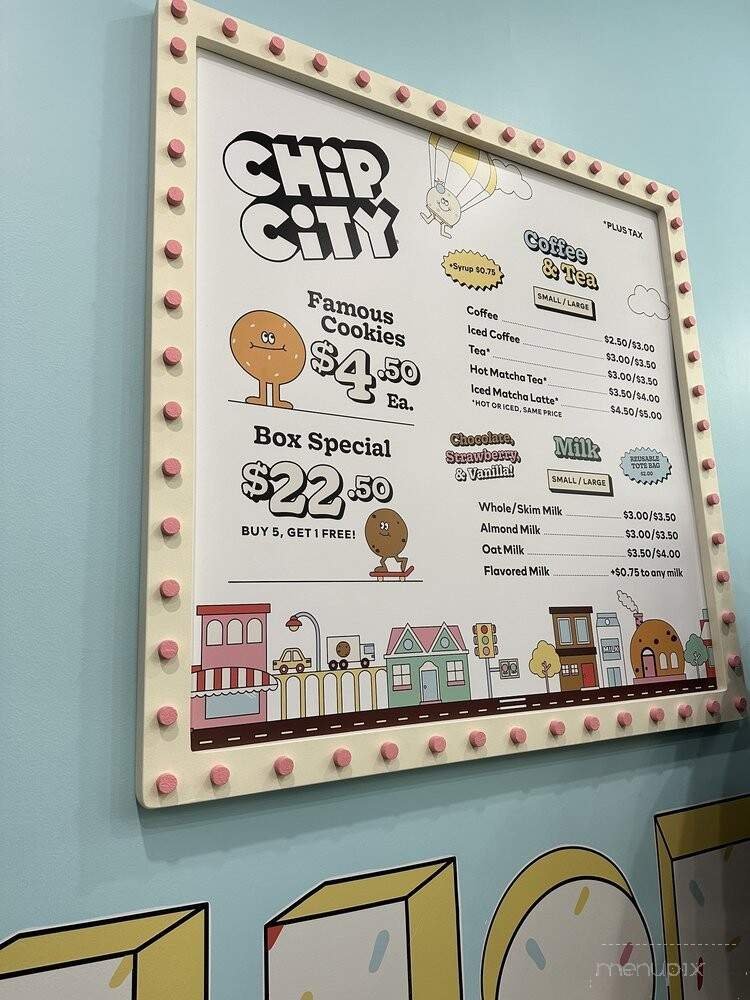 CHiP
CiTY
Famous
Cookies
$4.50
Ea.
Box Special
$22.50
BUY 5, GET 1 FREE!
*PLUS TAX
Coffee
& Tea
+Syrup $0.75
SMALL / LARGE
Coffee $2.50/$3.00
Iced Coffee $3.00/$3.50
Tea* $3.00/$3.50
Hot Matcha Tea* $3.50/$4.00
Iced Matcha Latte* $4.50/$5.00
*HOT OR ICED, SAME PRICE
Chocolate,
Strawberry,
& Vanilla!
Milk
REUSABLE
TOTE BAG
$2.00
SMALL / LARGE
Whole/Skim Milk $3.00/$3.50
Almond Milk $3.00/$3.50
Oat Milk $3.50/$4.00
Flavored Milk +$0.75 to any milk
MILK
menupix